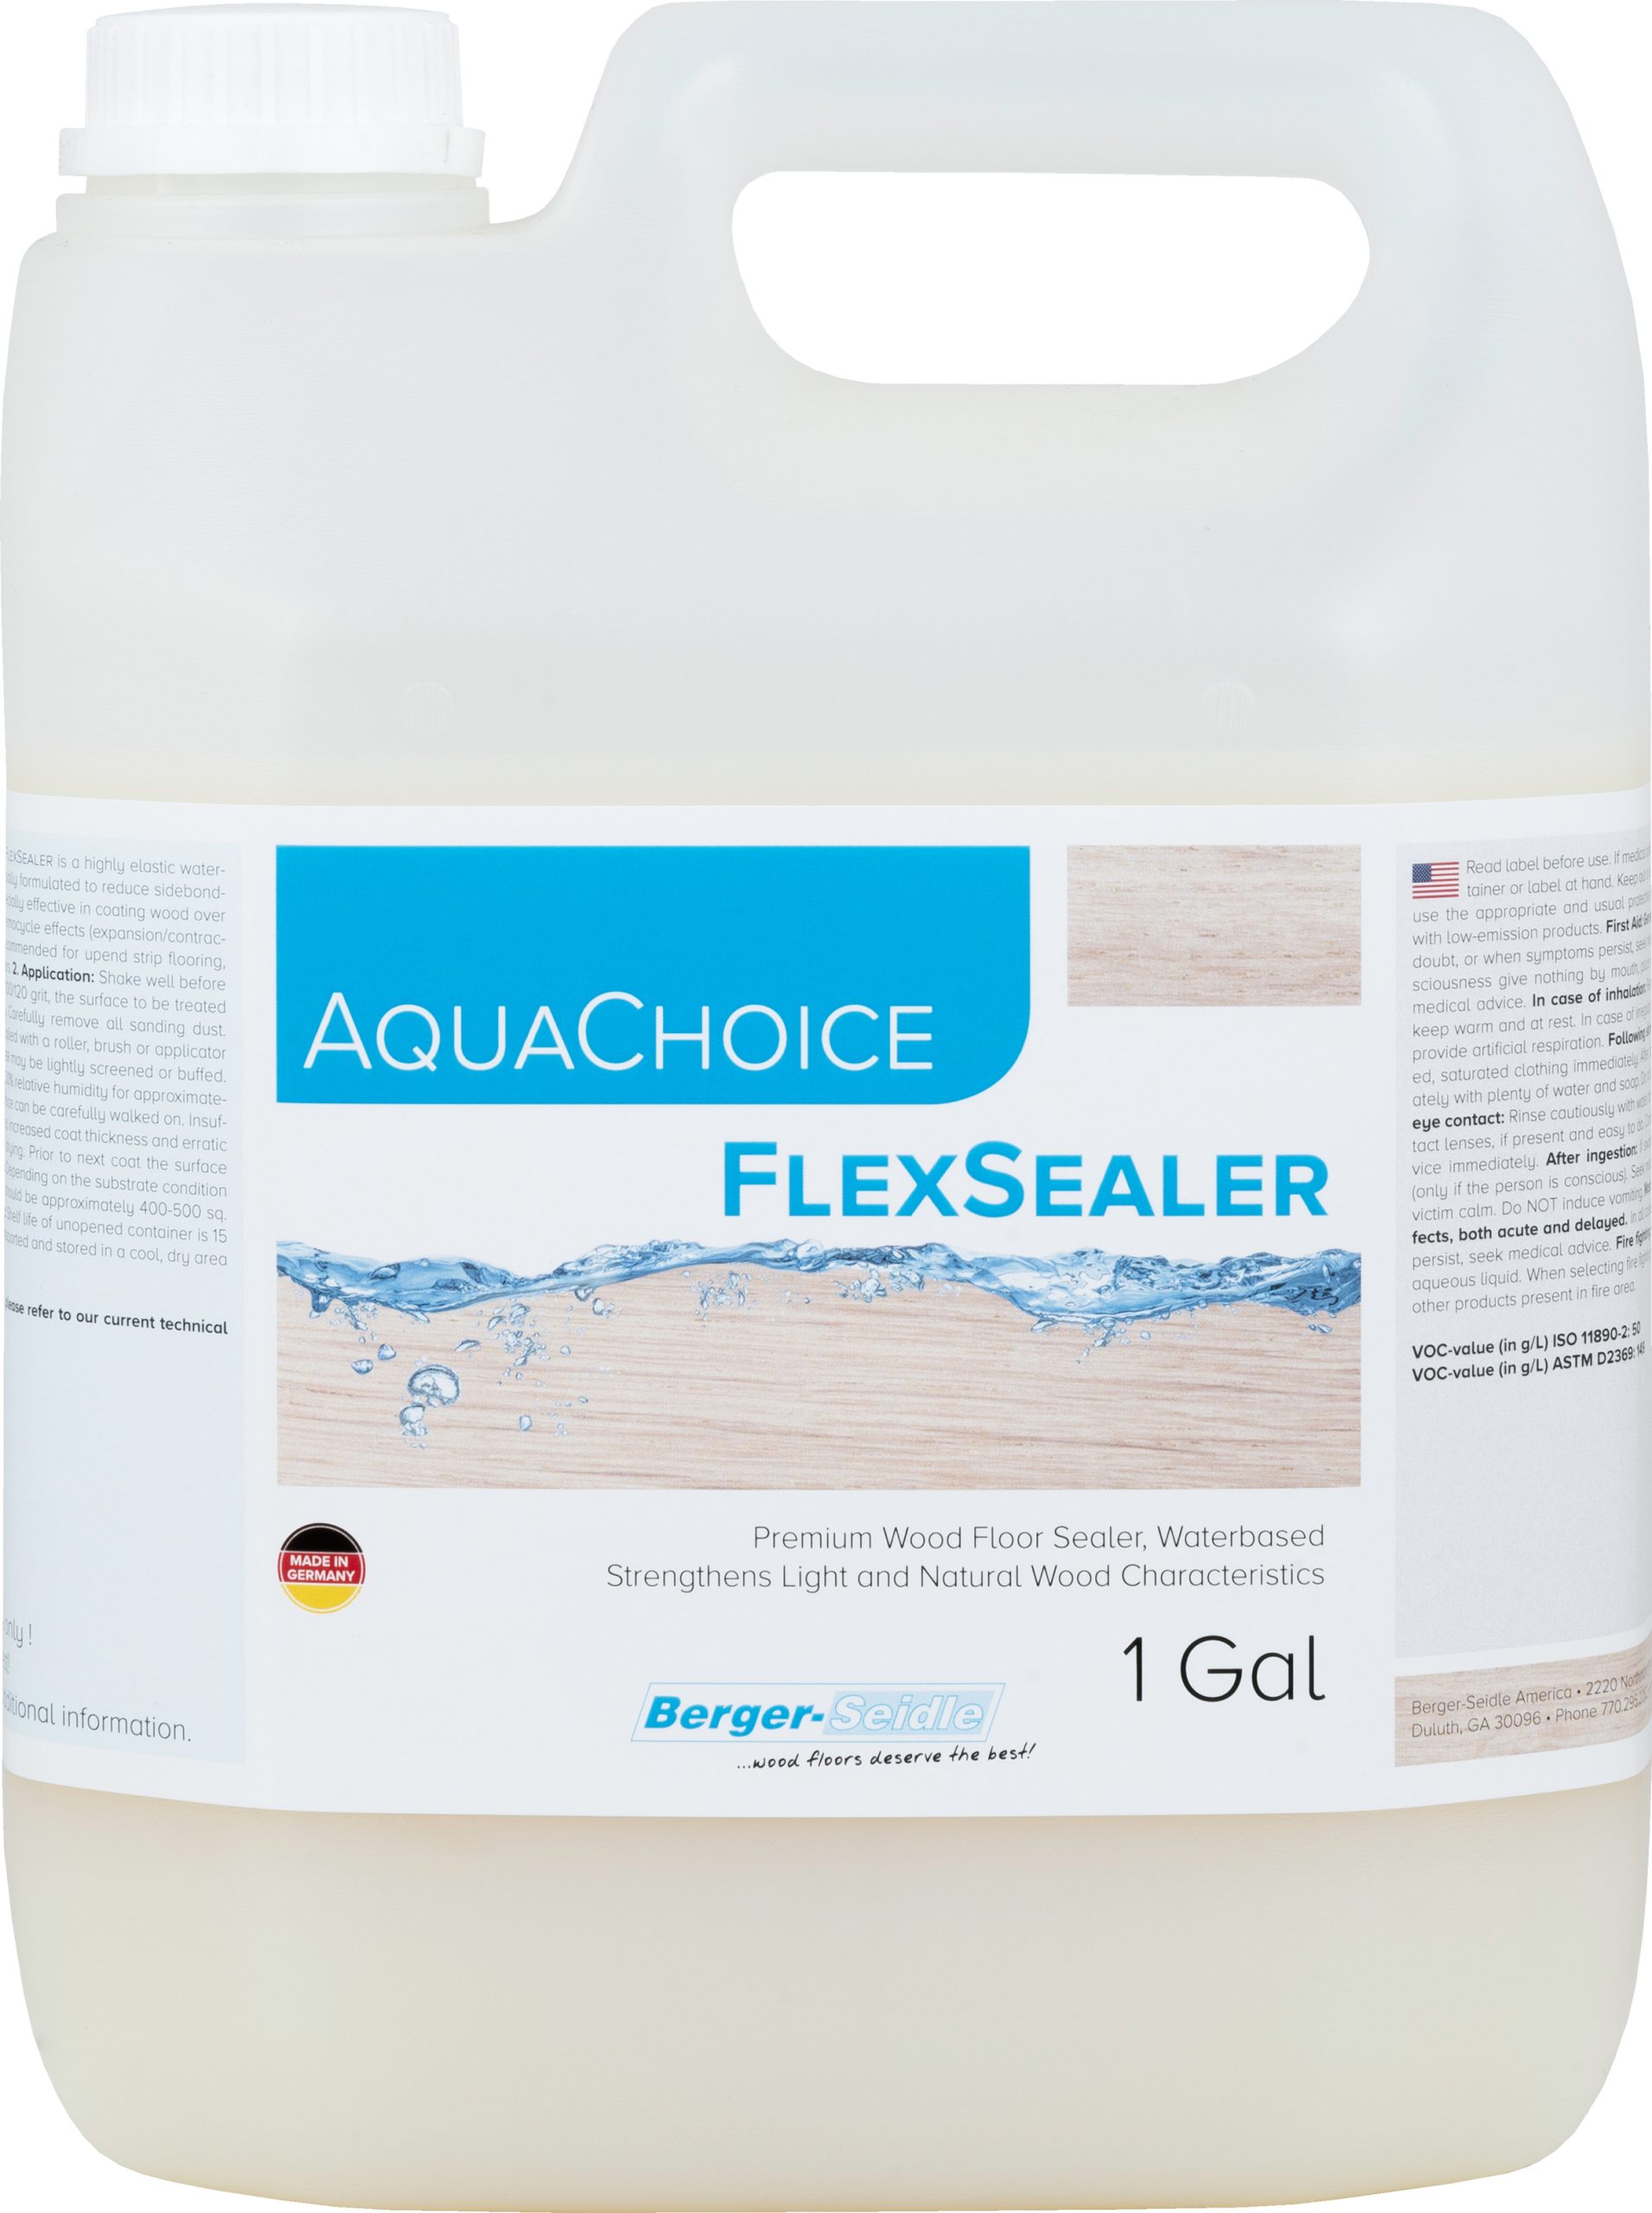 AQUACHOICE
FLEXSEALER
MADE IN
GERMANY
Premium Wood Floor Sealer, Waterbased
Strengthens Light and Natural Wood Characteristics
1 Gal
Berger-Seidle
...wood floors deserve the best!
FLEXSEALER is a highly elastic water-
formulated to reduce sidebond-
effective in coating wood over
effects (expansion/contrac-
for upend strip flooring,
2. Application: Shake well before
grit, the surface to be treated
Carefully remove all sanding dust.
with a roller, brush or applicator
may be lightly screened or buffed.
relative humidity for approximate-
can be carefully walked on. Insuf-
increased coat thickness and erratic
Prior to next coat the surface
depending on the substrate condition
be approximately 400-500 sq.
Shelf life of unopened container is 15
and stored in a cool, dry area
please refer to our current technical
only !
information.
Read label before use. If medical
tainer or label at hand. Keep
use the appropriate and usual
with low-emission products. First Aid:
doubt, or when symptoms persist,
sciousness give nothing by mouth,
medical advice. In case of inhalation:
keep warm and at rest. In case of
provide artificial respiration. Following
ed, saturated clothing immediately.
ately with plenty of water and soap.
eye contact: Rinse cautiously with
tact lenses, if present and easy to do.
vice immediately. After ingestion:
(only if the person is conscious).
victim calm. Do NOT induce vomiting.
fects, both acute and delayed.
persist, seek medical advice. Fire
aqueous liquid. When selecting fire
other products present in fire area.
VOC-value (in g/L) ISO 11890-2: 50
VOC-value (in g/L) ASTM D2369:
Berger-Seidle America • 2220
Duluth, GA 30096 • Phone 770.